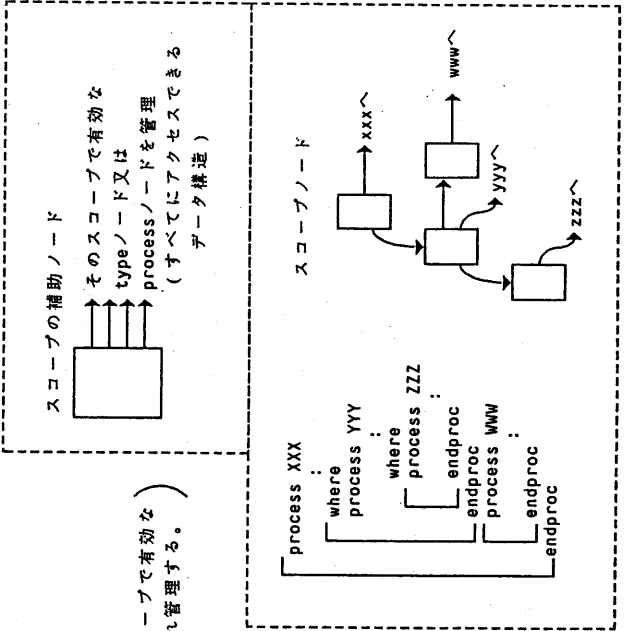 スコープの補助ノード
そのスコープで有効な
typeノード又は
processノードを管理
(すべてにアクセスできる
データ構造)
ープで有効な
れ管理する。
)
スコープノード
xxxへ
wwwへ
yyyへ
zzzへ
process XXX
:
where
process YYY
:
where
process ZZZ
:
endproc
endproc
process WWW
:
endproc
endproc